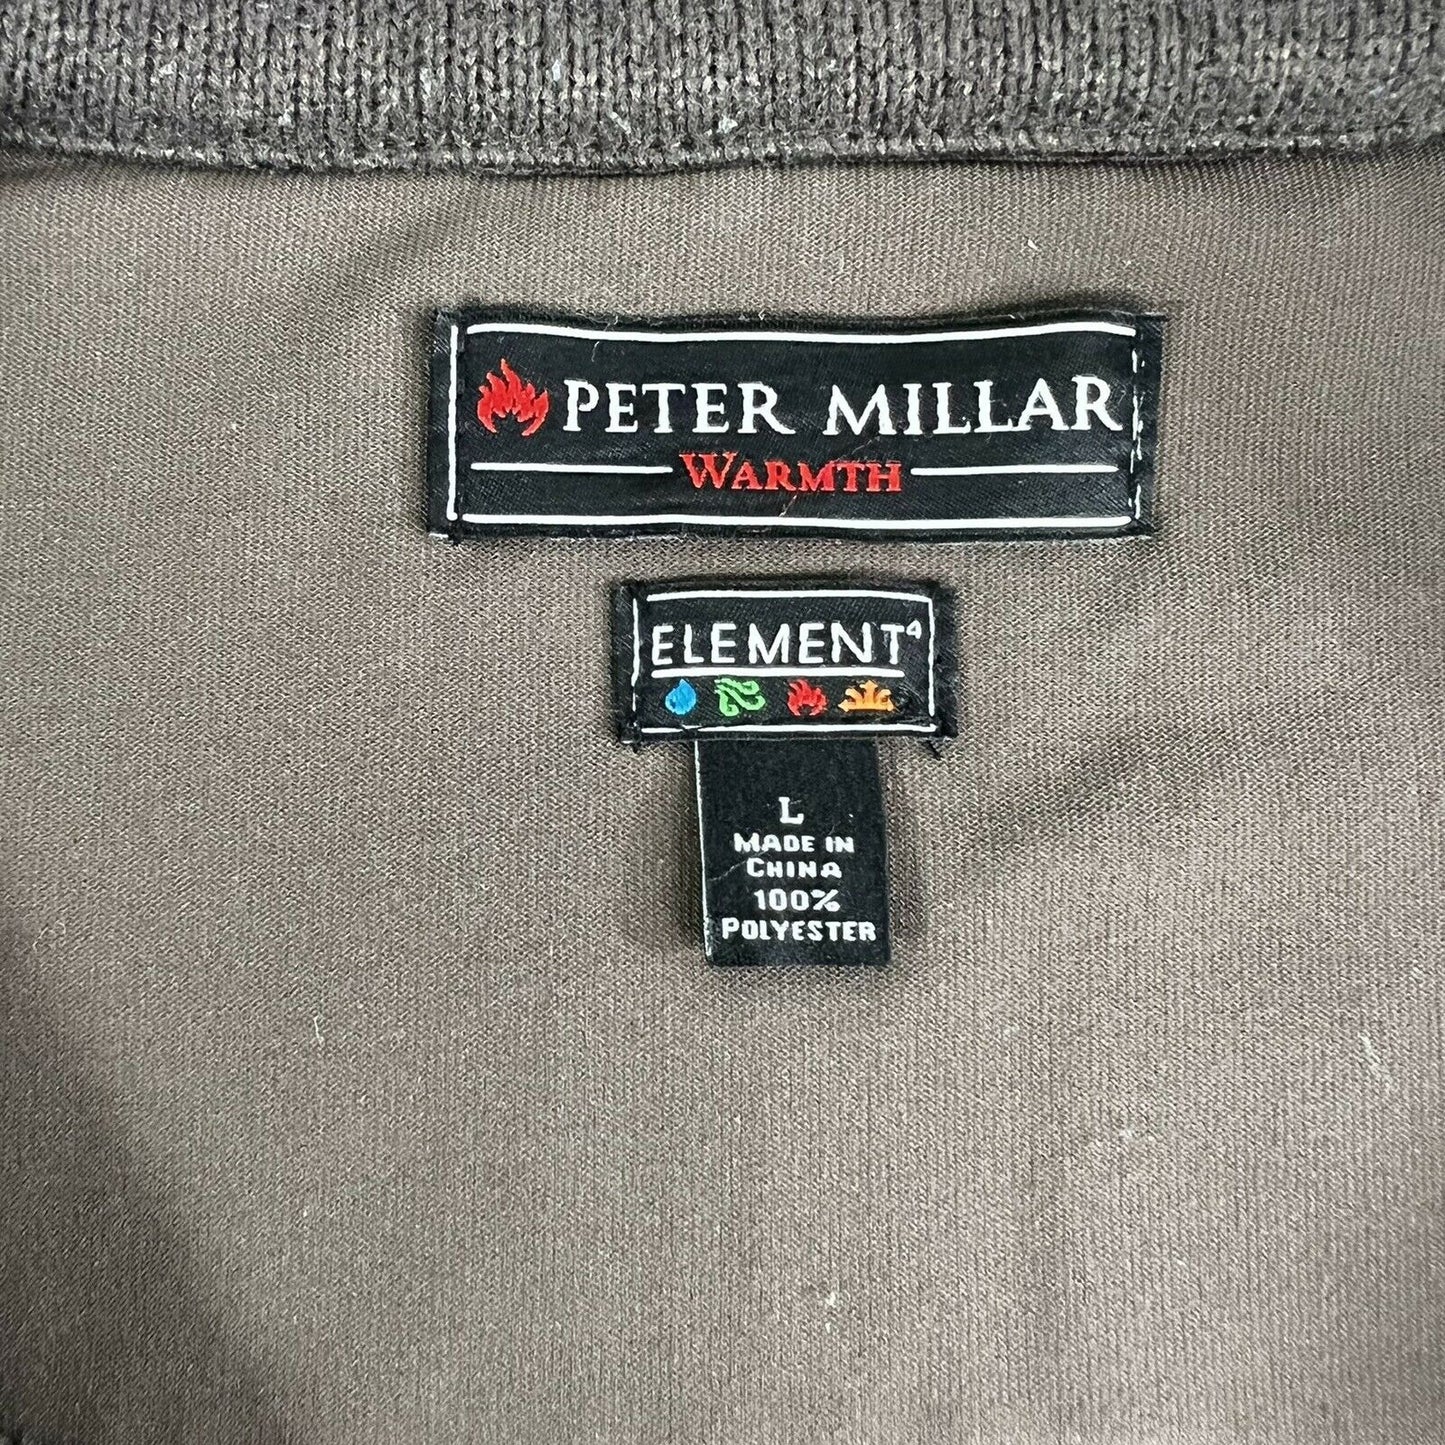 PETER MILLAR
WARMTH
ELEMENT⁴
L
MADE IN
CHINA
100%
POLYESTER